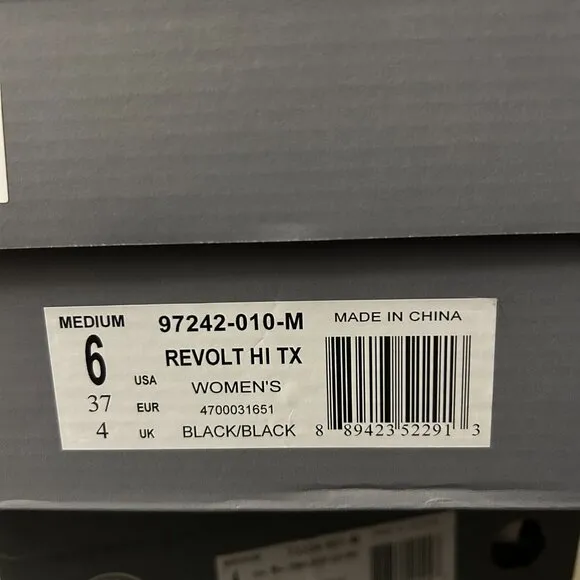 MEDIUM
6 USA
37 EUR
4 UK
97242-010-M
REVOLT HI TX
WOMEN'S
4700031651
BLACK/BLACK
MADE IN CHINA
8 89423 52291 3